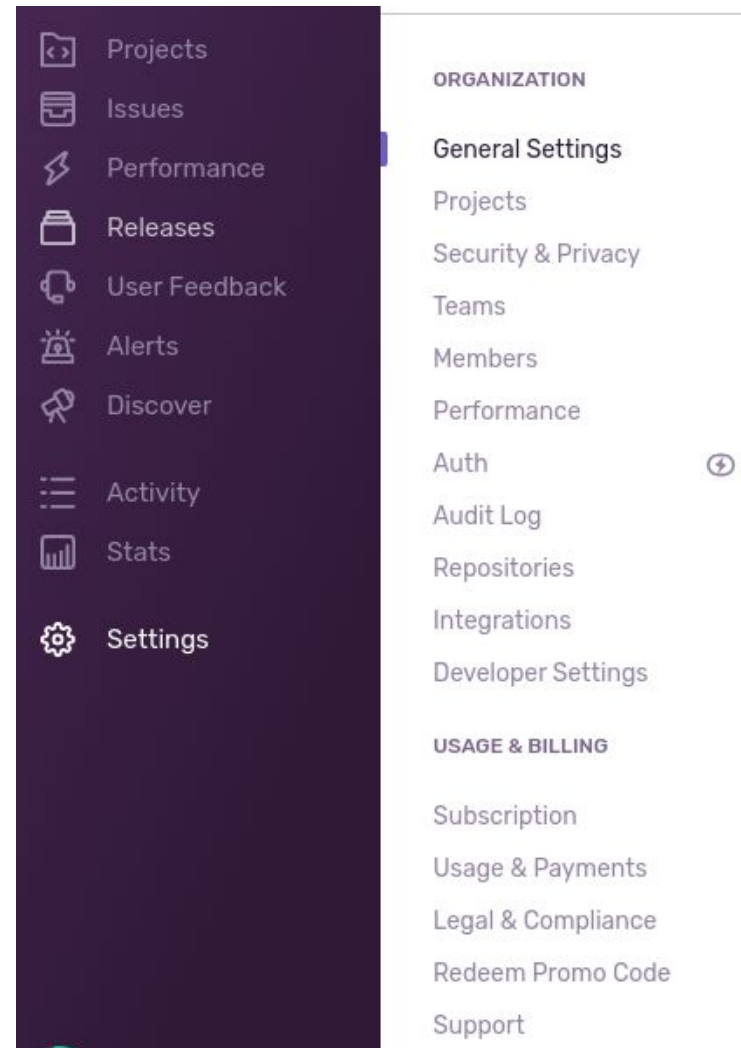 Projects
Issues
Performance
Releases
User Feedback
Alerts
Discover
Activity
Stats
Settings
ORGANIZATION
General Settings
Projects
Security & Privacy
Teams
Members
Performance
Auth
Audit Log
Repositories
Integrations
Developer Settings
USAGE & BILLING
Subscription
Usage & Payments
Legal & Compliance
Redeem Promo Code
Support